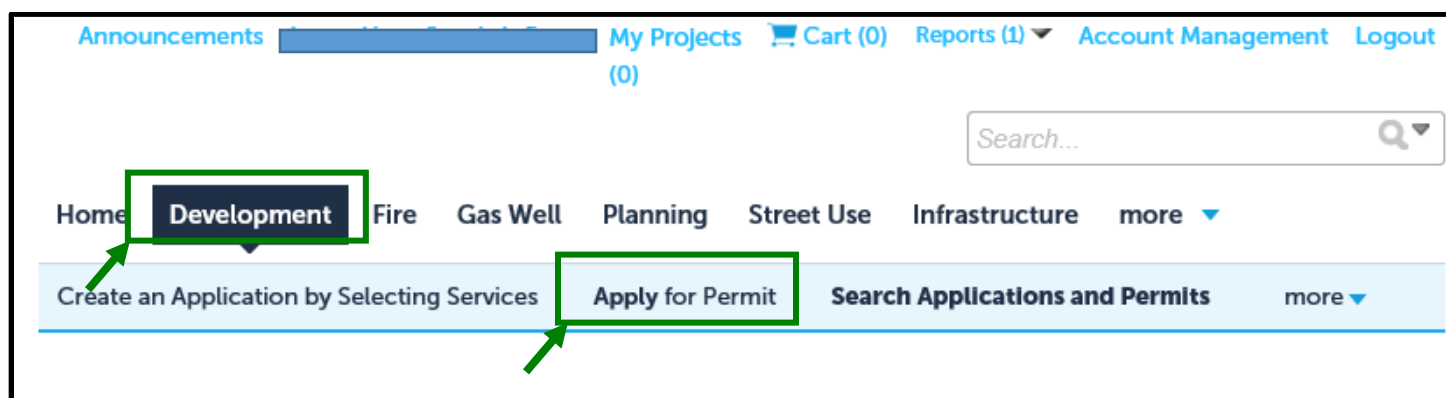 Announcements My Projects Cart (0) Reports (1) Account Management Logout
(0)
Search...
Home Development Fire Gas Well Planning Street Use Infrastructure more
Create an Application by Selecting Services Apply for Permit Search Applications and Permits more